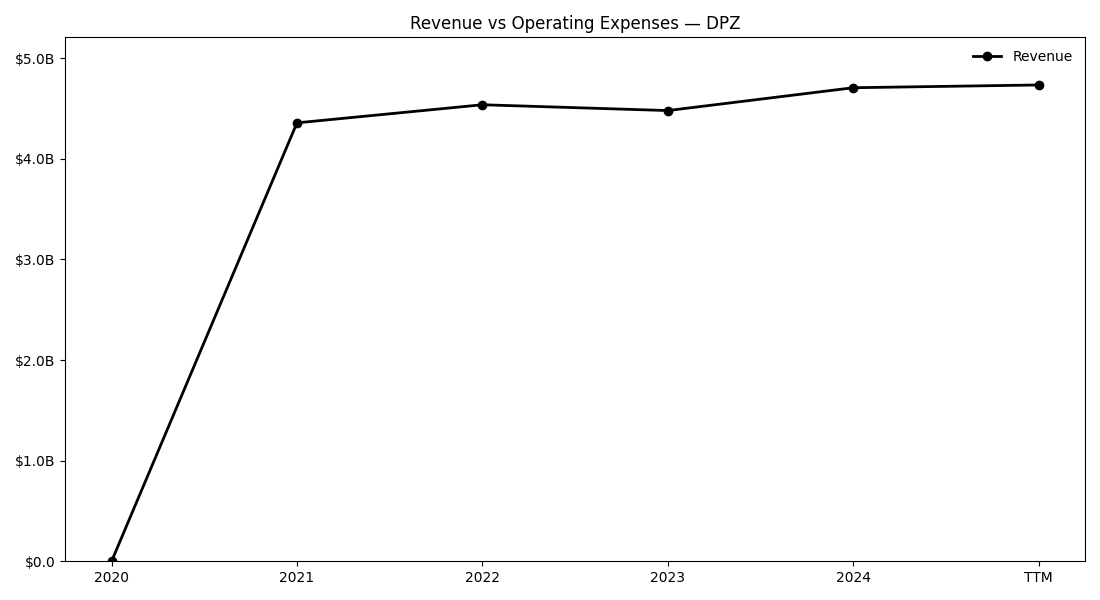 Revenue vs Operating Expenses — DPZ
$5.0B
$4.0B
$3.0B
$2.0B
$1.0B
$0.0
Revenue
2020 2021 2022 2023 2024 TTM